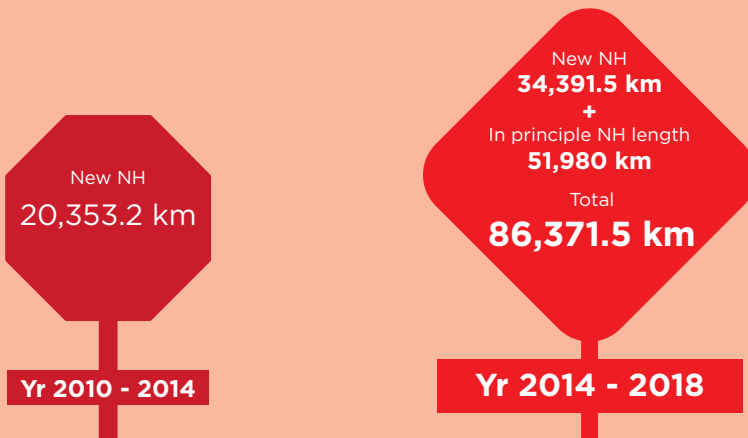 New NH
20,353.2 km
Yr 2010 - 2014
New NH
34,391.5 km
+
In principle NH length
51,980 km
Total
86,371.5 km
Yr 2014 - 2018